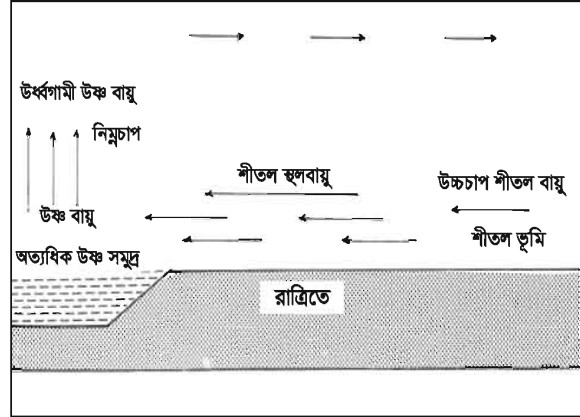 উর্ধ্বগামী উষ্ণ বায়ু
নিম্নচাপ
শীতল স্থলবায়ু
উচ্চচাপ শীতল বায়ু
উষ্ণ বায়ু
শীতল ভূমি
অত্যধিক উষ্ণ সমুদ্র
রাত্রিতে